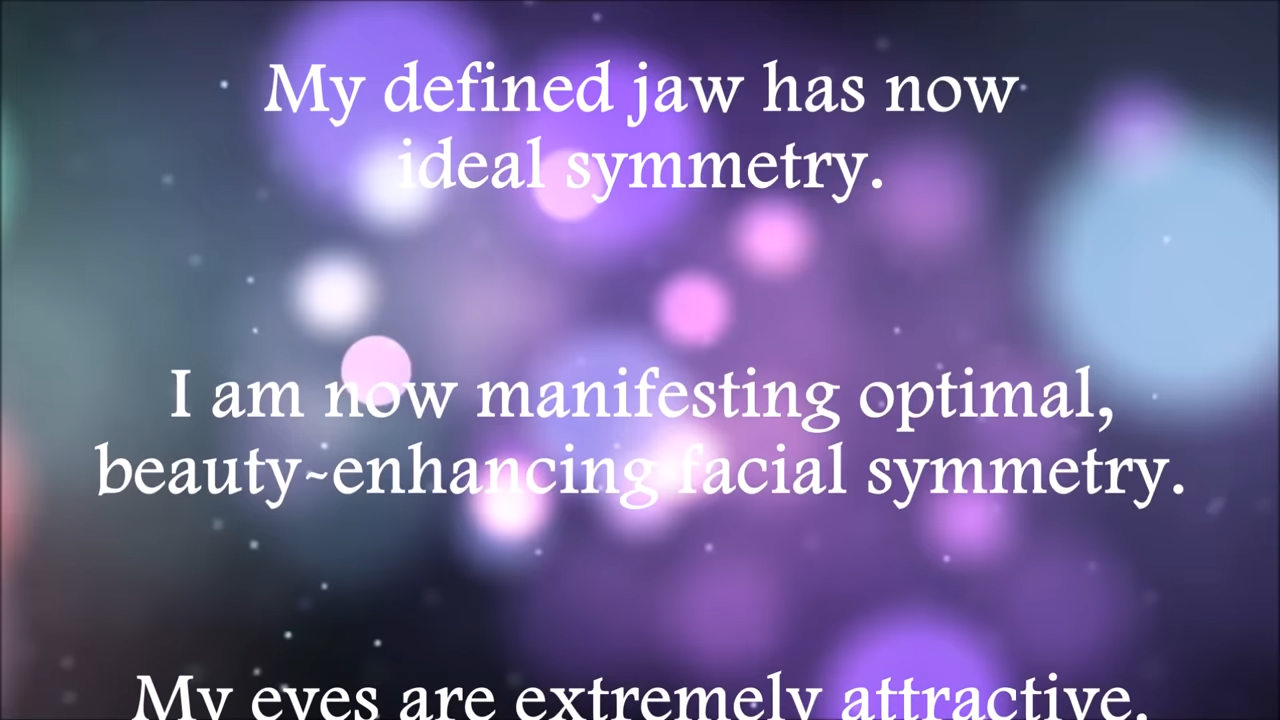 My defined jaw has now
ideal symmetry.
I am now manifesting optimal,
beauty~enhancing facial symmetry.
My eyes are extremely attractive.